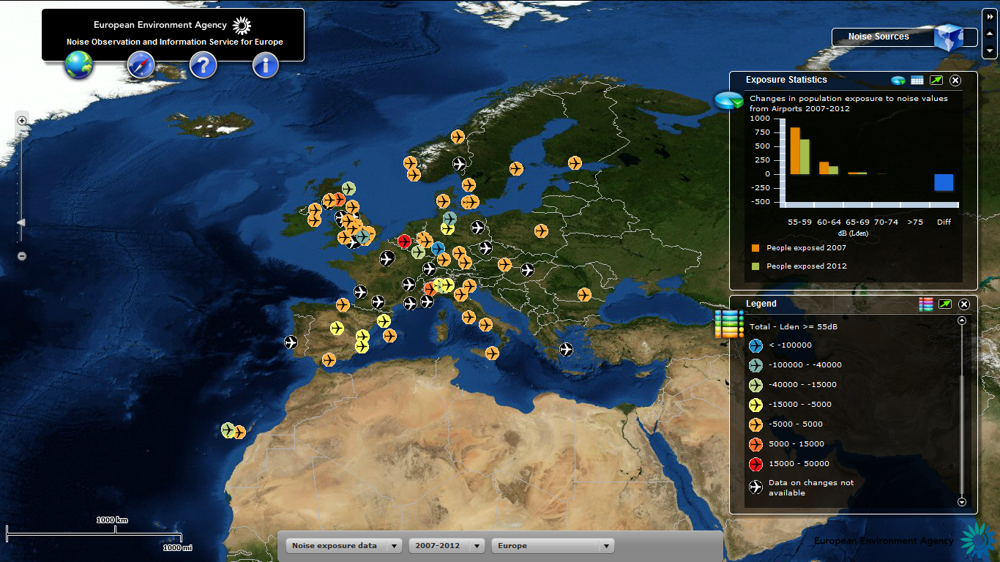 European Environment Agency
Noise Observation and Information Service for Europe
Noise Sources
Exposure Statistics
Changes in population exposure to noise values
from Airports 2007-2012
1000
750
500
250
0
-250
-500
55-59 60-64 65-69 70-74 >75 Diff
dB (Lden)
People exposed 2007
People exposed 2012
Legend
Total - Lden >= 55dB
< -100000
-100000 - -40000
-40000 - -15000
-15000 - -5000
-5000 - 5000
5000 - 15000
15000 - 50000
Data on changes not
available
1000 km
1000 mi
Noise exposure data
2007-2012
Europe
European Environment Agency